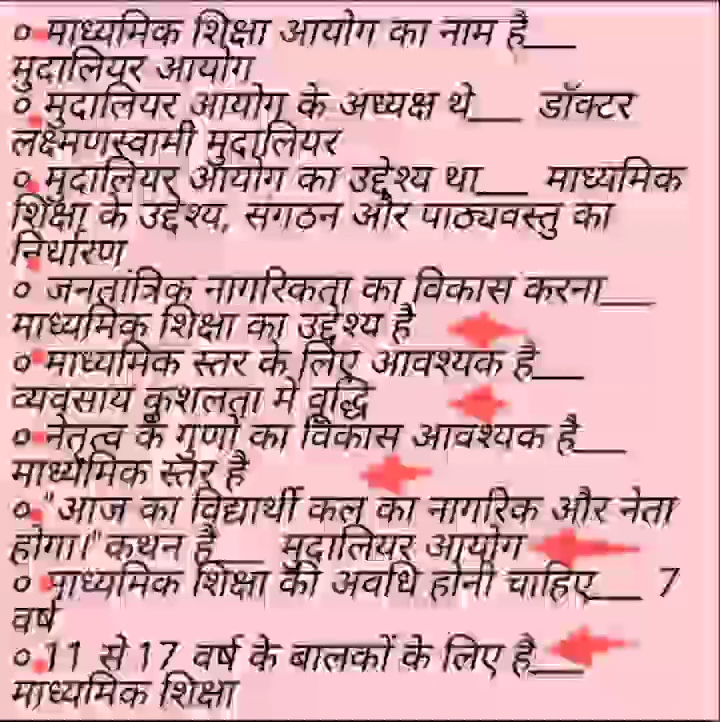 ० माध्यमिक शिक्षा आयोग का नाम है___
मुदालियर आयोग
० मुदालियर आयोग के अध्यक्ष थे___ डॉक्टर
लक्ष्मणस्वामी मुदालियर
० मुदालियर आयोग का उद्देश्य था___ माध्यमिक
शिक्षा के उद्देश्य, संगठन और पाठ्यवस्तु का
निर्धारण
० जनतांत्रिक नागरिकता का विकास करना___
माध्यमिक शिक्षा का उद्देश्य है
० माध्यमिक स्तर के लिए आवश्यक है___
व्यवसाय कुशलता में वृद्धि
० नेतृत्व के गुणों का विकास आवश्यक है___
माध्यमिक स्तर है
० "आज का विद्यार्थी कल का नागरिक और नेता
होगा।" कथन है___ मुदालियर आयोग
० माध्यमिक शिक्षा की अवधि होनी चाहिए___ 7
वर्ष
० 11 से 17 वर्ष के बालकों के लिए है___
माध्यमिक शिक्षा